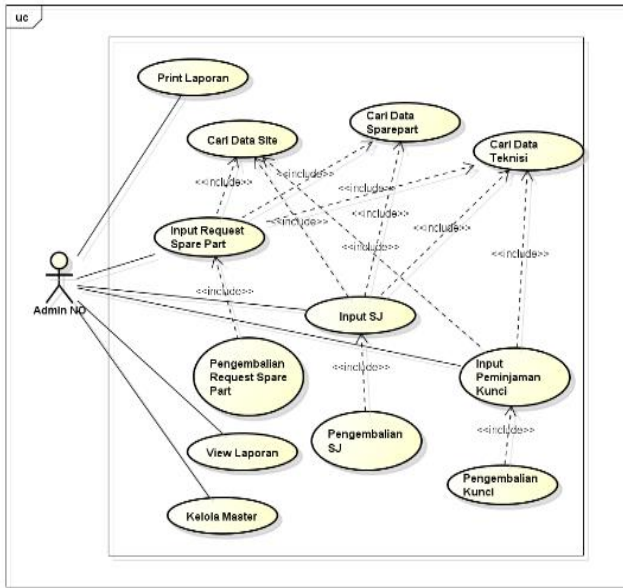 uc
Print Laporan
Cari Data Site
Cari Data
Sparepart
Cari Data
Teknisi
<<include>>
<<include>>
<<include>>
<<include>>
<<include>>
<<include>>
Input Request
Spare Part
<<include>>
<<include>>
Admin NO
Input SJ
Pengembalian
Request Spare
Part
<<include>>
<<include>>
Input
Peminjaman
Kunci
<<include>>
Pengembalian
SJ
View Laporan
Pengembalian
Kunci
Kelola Master